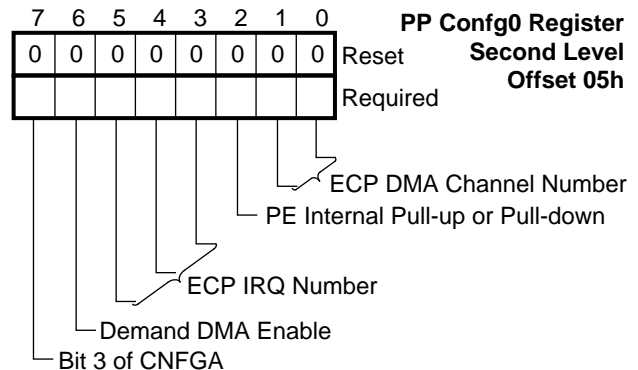 7 6 5 4 3 2 1 0
PP Confg0 Register
Second Level
Offset 05h
0 0 0 0 0 0 0 0 Reset
Required
ECP DMA Channel Number
PE Internal Pull-up or Pull-down
ECP IRQ Number
Demand DMA Enable
Bit 3 of CNFGA